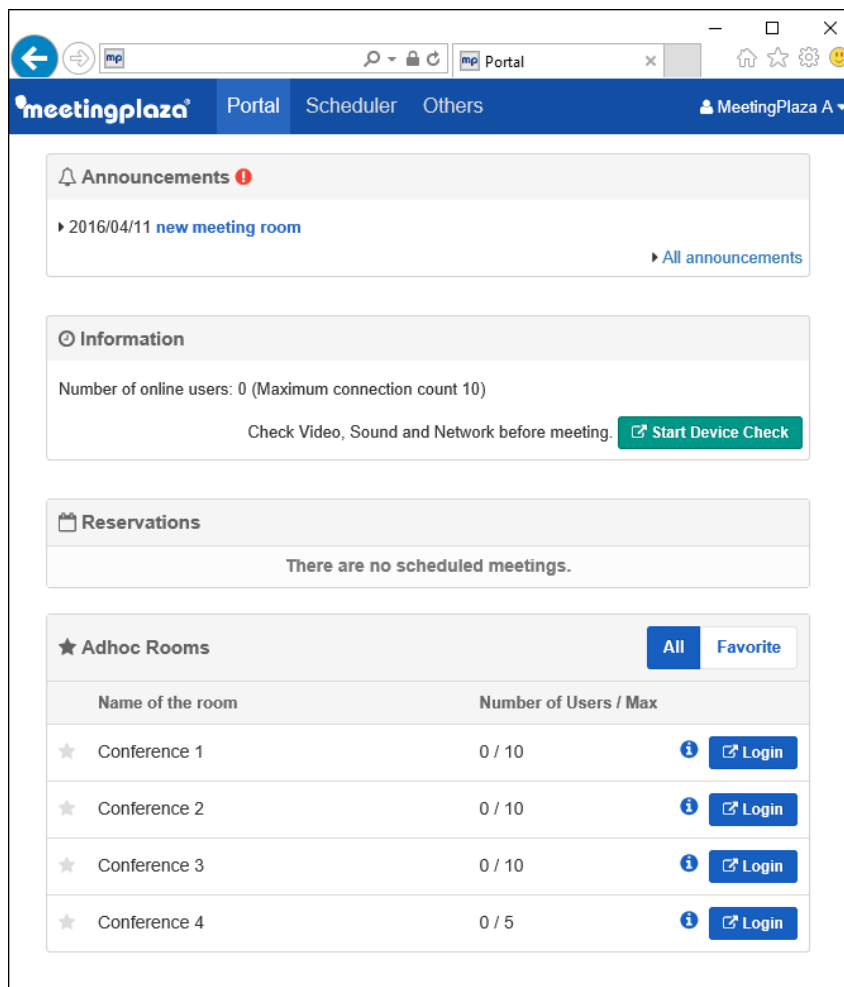 mp
mp Portal
meetingplaza Portal Scheduler Others MeetingPlaza A
Announcements
2016/04/11 new meeting room
All announcements
Information
Number of online users: 0 (Maximum connection count 10)
Check Video, Sound and Network before meeting. Start Device Check
Reservations
There are no scheduled meetings.
Adhoc Rooms All Favorite
Name of the room Number of Users / Max
Conference 1 0 / 10 Login
Conference 2 0 / 10 Login
Conference 3 0 / 10 Login
Conference 4 0 / 5 Login